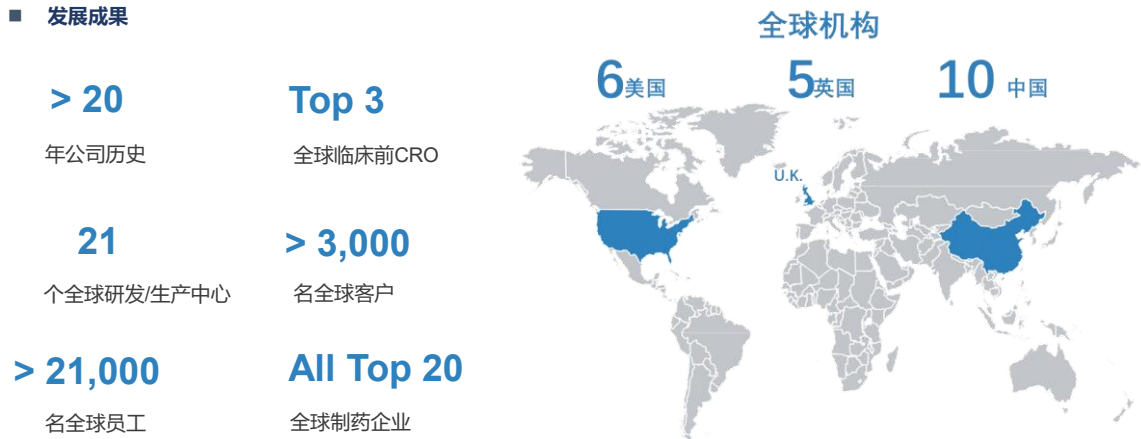 发展成果
> 20
年公司历史
Top 3
全球临床前CRO
21
个全球研发/生产中心
> 3,000
名全球客户
> 21,000
名全球员工
All Top 20
全球制药企业
全球机构
6美国
5英国
10 中国
U.K.